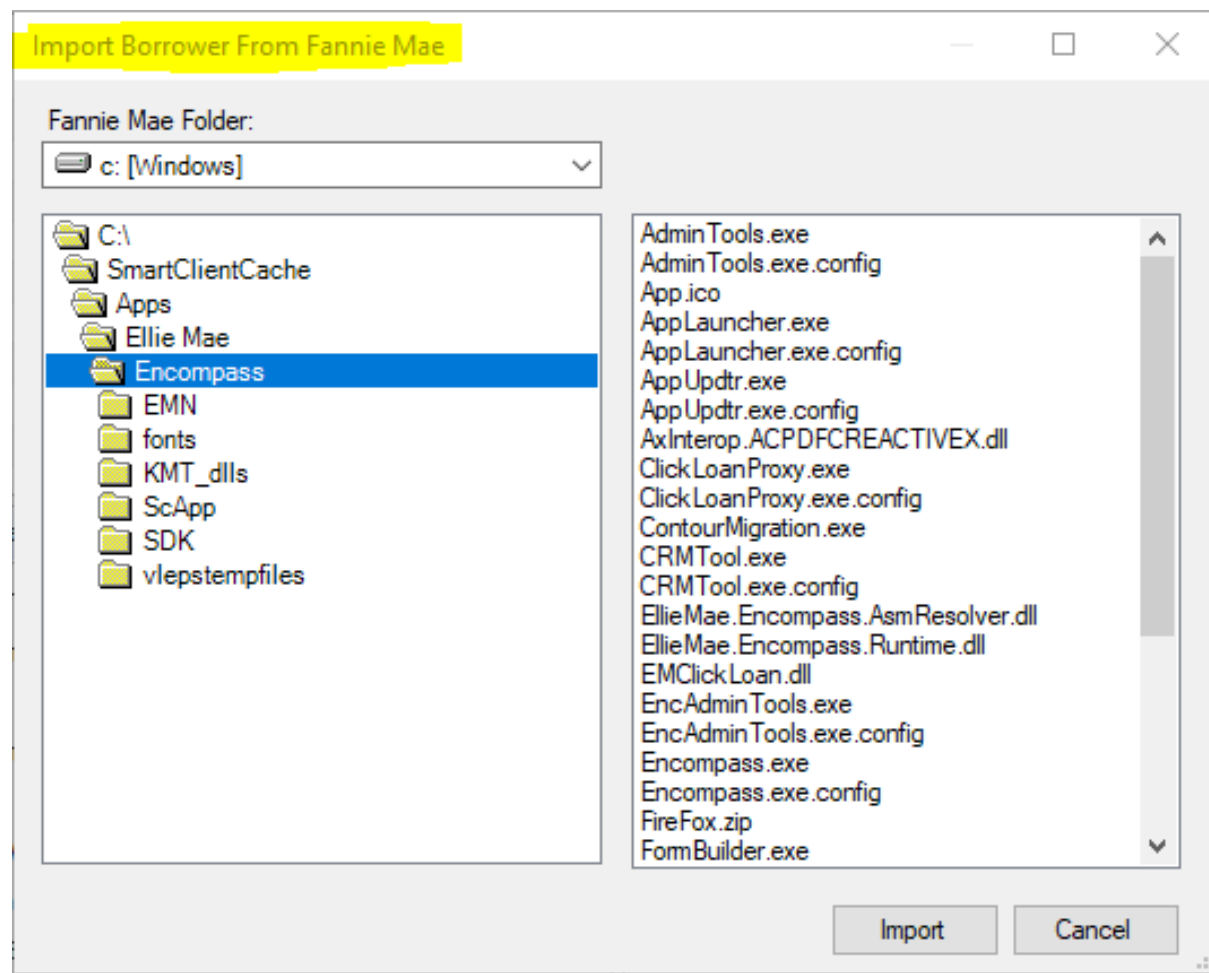 Import Borrower From Fannie Mae
Fannie Mae Folder:
c: [Windows]
C:\
SmartClientCache
Apps
Ellie Mae
Encompass
EMN
fonts
KMT_dlls
ScApp
SDK
vlepstempfiles
AdminTools.exe
AdminTools.exe.config
App.ico
AppLauncher.exe
AppLauncher.exe.config
AppUpdtr.exe
AppUpdtr.exe.config
AxInterop.ACPDFCREACTIVEX.dll
ClickLoanProxy.exe
ClickLoanProxy.exe.config
ContourMigration.exe
CRMTool.exe
CRMTool.exe.config
EllieMae.Encompass.AsmResolver.dll
EllieMae.Encompass.Runtime.dll
EMClickLoan.dll
EncAdminTools.exe
EncAdminTools.exe.config
Encompass.exe
Encompass.exe.config
FireFox.zip
FormBuilder.exe
Import
Cancel